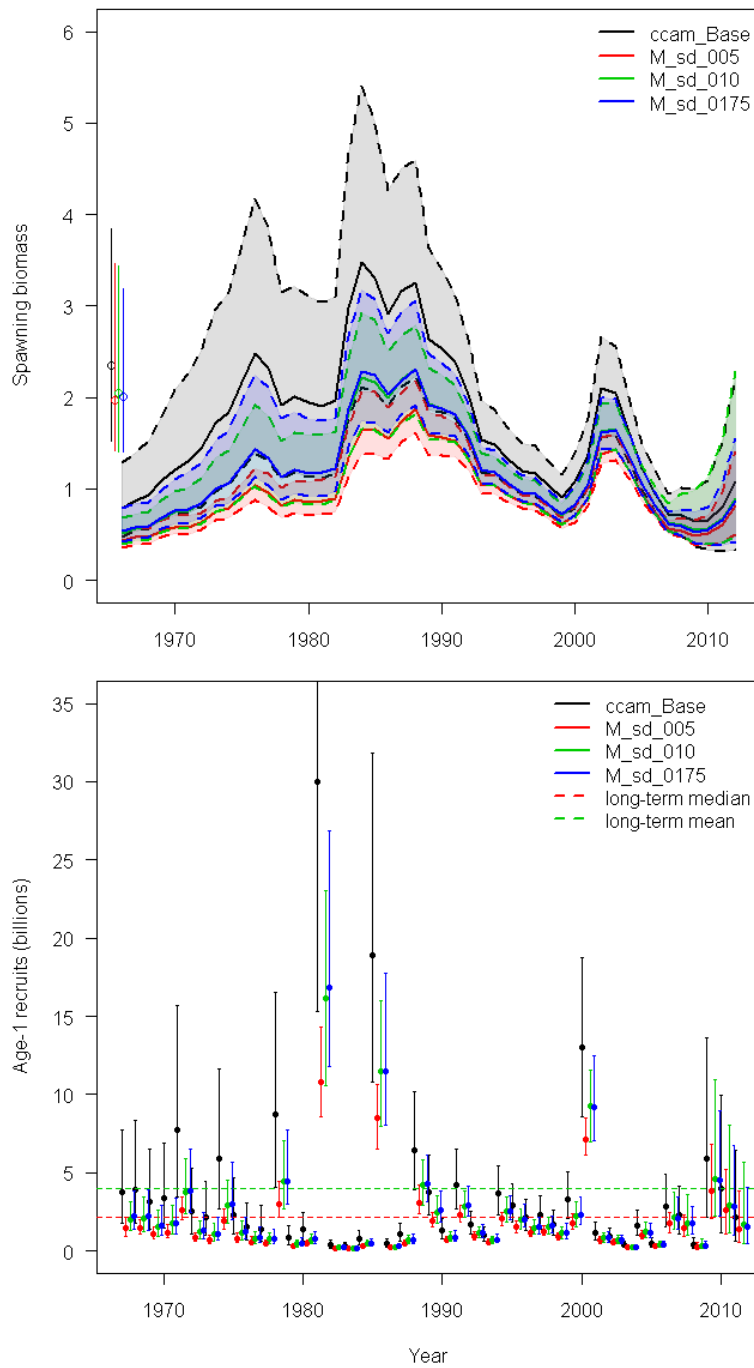 6
5
4
3
2
1
0
Spawning biomass
ccam_Base
M_sd_005
M_sd_010
M_sd_0175
1970
1980
1990
2000
2010
35
30
25
20
15
10
5
0
Age-1 recruits (billions)
ccam_Base
M_sd_005
M_sd_010
M_sd_0175
long-term median
long-term mean
1970
1980
1990
2000
2010
Year